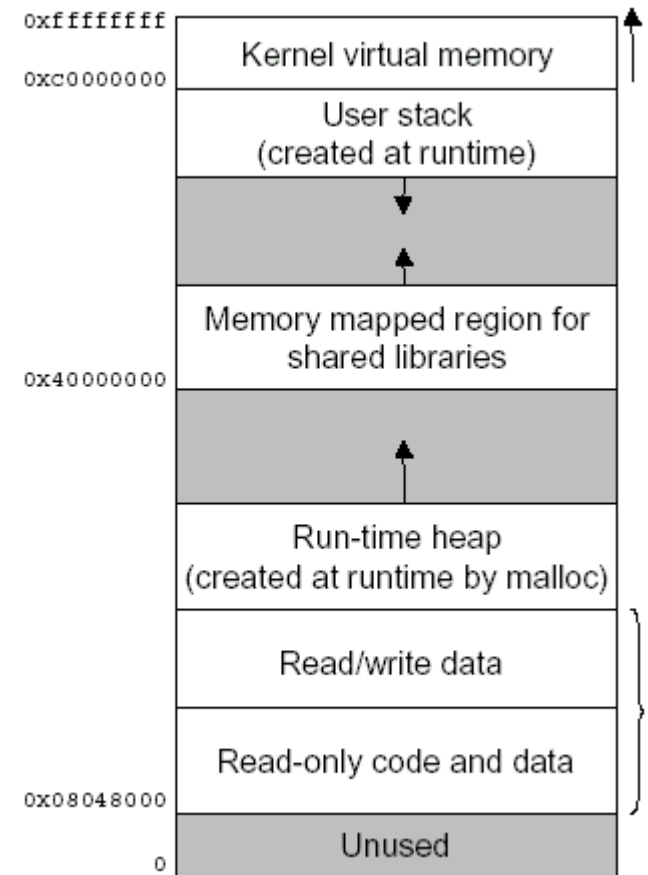 0xffffffff
Kernel virtual memory
0xc0000000
User stack
(created at runtime)
Memory mapped region for
shared libraries
0x40000000
Run-time heap
(created at runtime by malloc)
Read/write data
Read-only code and data
0x08048000
Unused
0